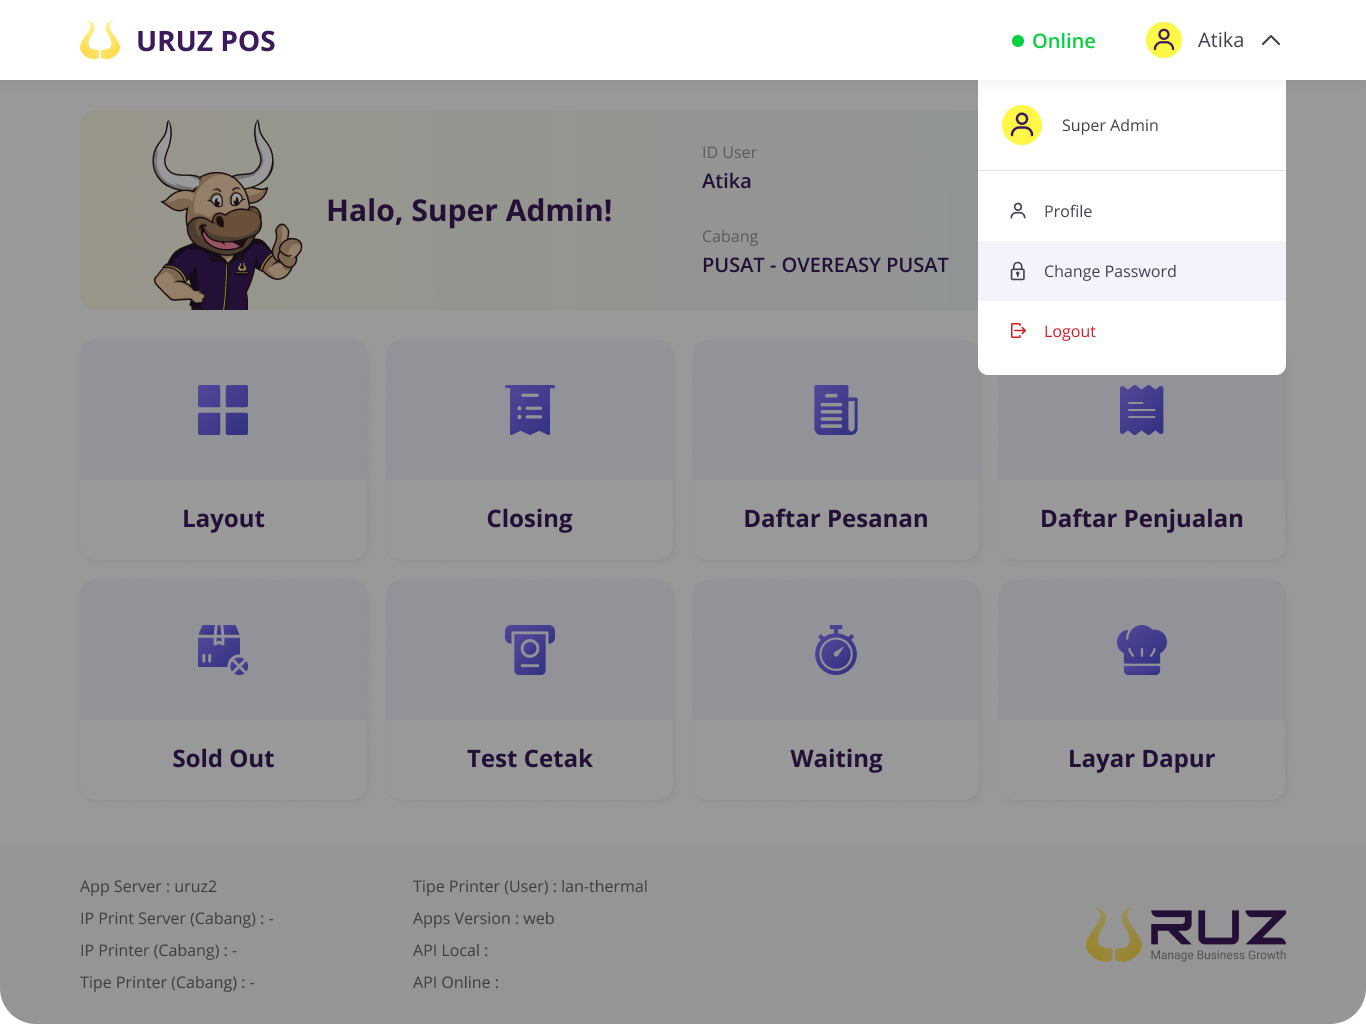 URUZ POS
Online
Atika
Super Admin
Profile
Change Password
Logout
Halo, Super Admin!
ID User
Atika
Cabang
PUSAT - OVEREASY PUSAT
Layout
Closing
Daftar Pesanan
Daftar Penjualan
Sold Out
Test Cetak
Waiting
Layar Dapur
App Server : uruz2
IP Print Server (Cabang) : -
IP Printer (Cabang) : -
Tipe Printer (Cabang) : -
Tipe Printer (User) : lan-thermal
Apps Version : web
API Local :
API Online :
URUZ
Manage Business Growth